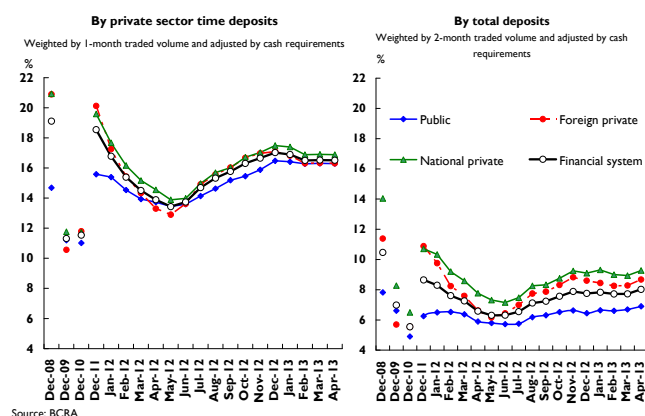 By private sector time deposits
Weighted by 1-month traded volume and adjusted by cash requirements
%
22
20
18
16
14
12
10
8
6
4
Dec-08
Dec-09
Dec-10
Dec-11
Jan-12
Feb-12
Mar-12
Apr-12
May-12
Jun-12
Jul-12
Aug-12
Sep-12
Oct-12
Nov-12
Dec-12
Jan-13
Feb-13
Mar-13
Apr-13
By total deposits
Weighted by 2-month traded volume and adjusted by cash
requirements
%
22
20
18
16
14
12
10
8
6
4
Public
Foreign private
National private
Financial system
Dec-08
Dec-09
Dec-10
Dec-11
Jan-12
Feb-12
Mar-12
Apr-12
May-12
Jun-12
Jul-12
Aug-12
Sep-12
Oct-12
Nov-12
Dec-12
Jan-13
Feb-13
Mar-13
Apr-13
Source: BCRA